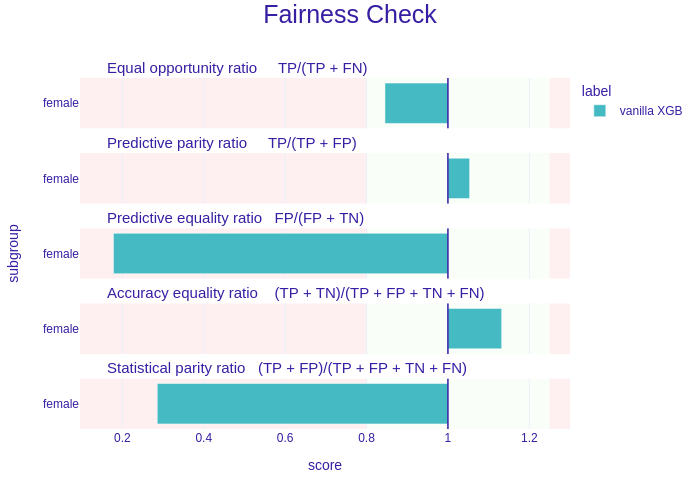 Fairness Check
Equal opportunity ratio TP/(TP + FN)
female
Predictive parity ratio TP/(TP + FP)
female
Predictive equality ratio FP/(FP + TN)
female
Accuracy equality ratio (TP + TN)/(TP + FP + TN + FN)
female
Statistical parity ratio (TP + FP)/(TP + FP + TN + FN)
female
0.2 0.4 0.6 0.8 1 1.2
score
subgroup
label
vanilla XGB